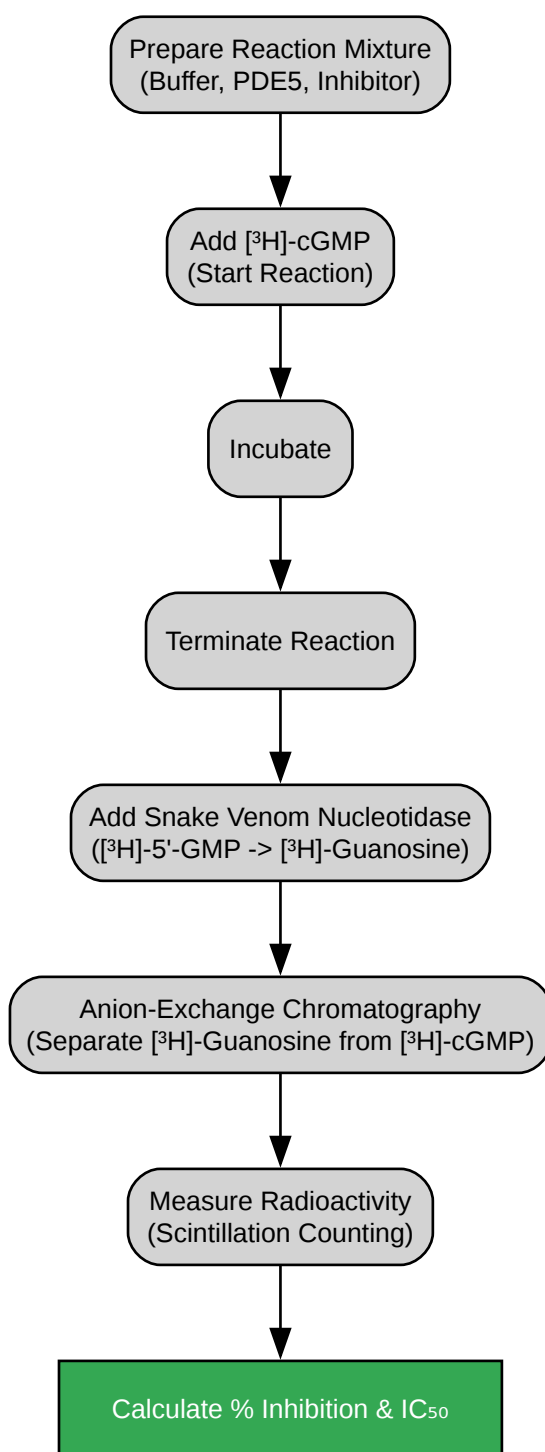 Prepare Reaction Mixture
(Buffer, PDE5, Inhibitor)
Add [³H]-cGMP
(Start Reaction)
Incubate
Terminate Reaction
Add Snake Venom Nucleotidase
([³H]-5'-GMP -> [³H]-Guanosine)
Anion-Exchange Chromatography
(Separate [³H]-Guanosine from [³H]-cGMP)
Measure Radioactivity
(Scintillation Counting)
Calculate % Inhibition & IC₅₀